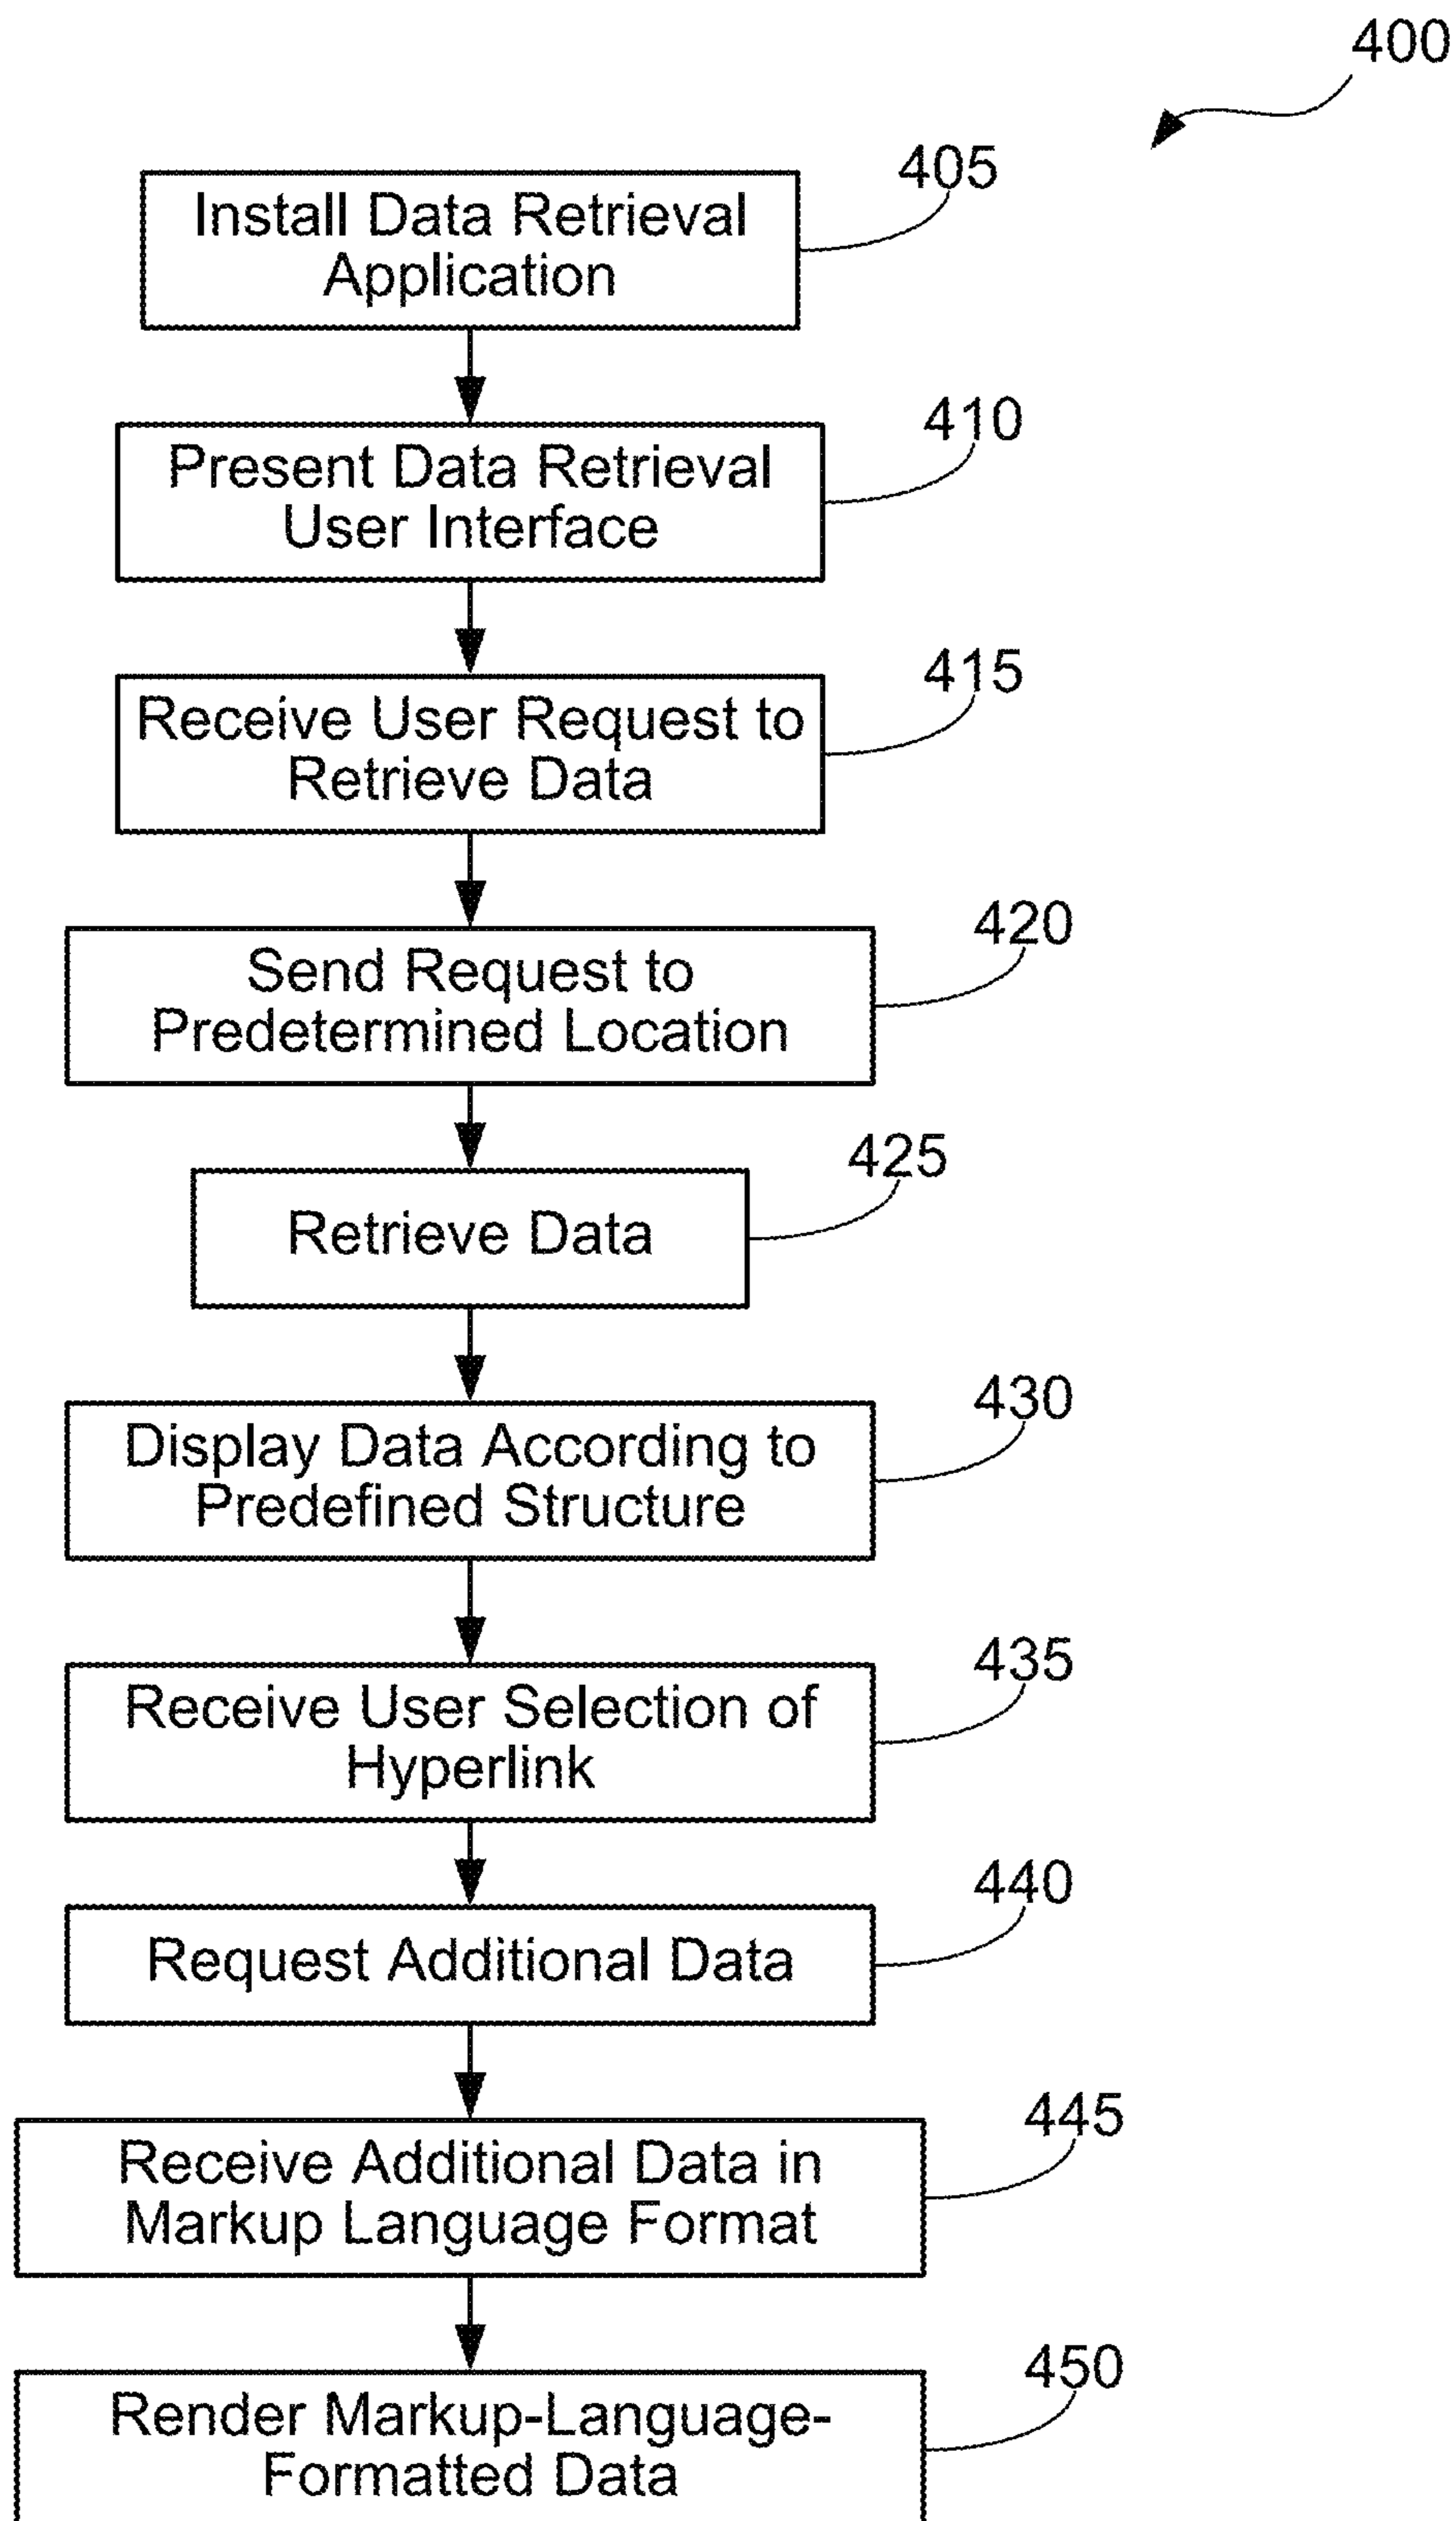 400
405
Install Data Retrieval
Application
410
Present Data Retrieval
User Interface
415
Receive User Request to
Retrieve Data
420
Send Request to
Predetermined Location
425
Retrieve Data
430
Display Data According to
Predefined Structure
435
Receive User Selection of
Hyperlink
440
Request Additional Data
445
Receive Additional Data in
Markup Language Format
450
Render Markup-Language-
Formatted Data